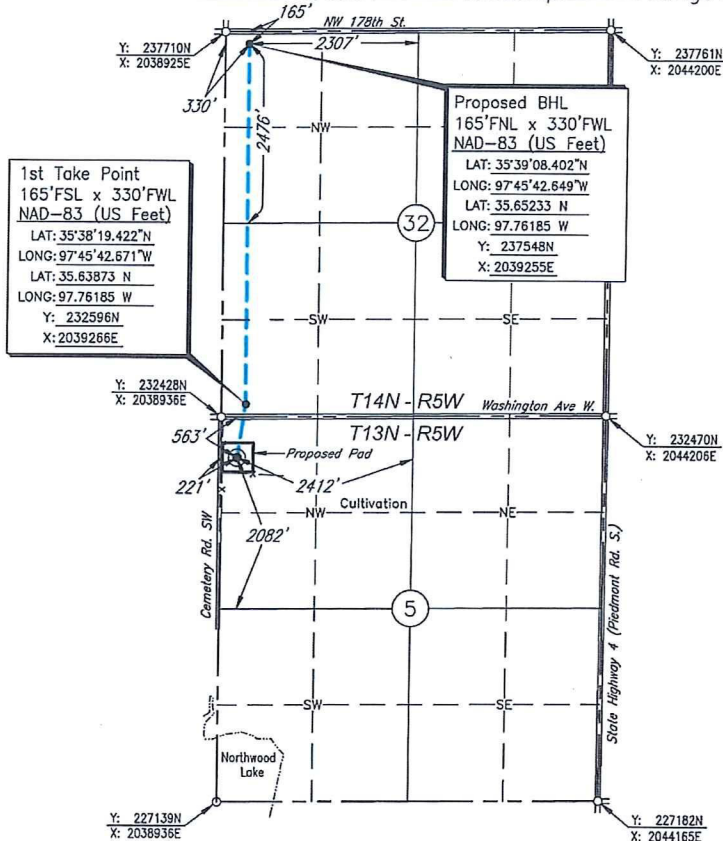 165'
NW 178th St.
2307'
Y: 237710N
X: 2038925E
Y: 237761N
X: 2044200E
330'
2476'
NW
Proposed BHL
165'FNL x 330'FWL
NAD-83 (US Feet)
LAT: 35°39'08.402"N
LONG: 97°45'42.649"W
LAT: 35.65233 N
LONG: 97.76185 W
Y: 237548N
X: 2039255E
1st Take Point
165'FSL x 330'FWL
NAD-83 (US Feet)
LAT: 35°38'19.422"N
LONG: 97°45'42.671"W
LAT: 35.63873 N
LONG: 97.76185 W
Y: 232596N
X: 2039266E
32
SW
SE
Y: 232428N
X: 2038936E
T14N - R5W
Washington Ave W.
T13N - R5W
563'
Proposed Pad
Y: 232470N
X: 2044206E
221'
2412'
Cultivation
NW
NE
2082'
Cemetery Rd. SW
5
State Highway 4 (Piedmont Rd. S.)
SW
SE
Northwood
Lake
Y: 227139N
X: 2038936E
Y: 227182N
X: 2044165E